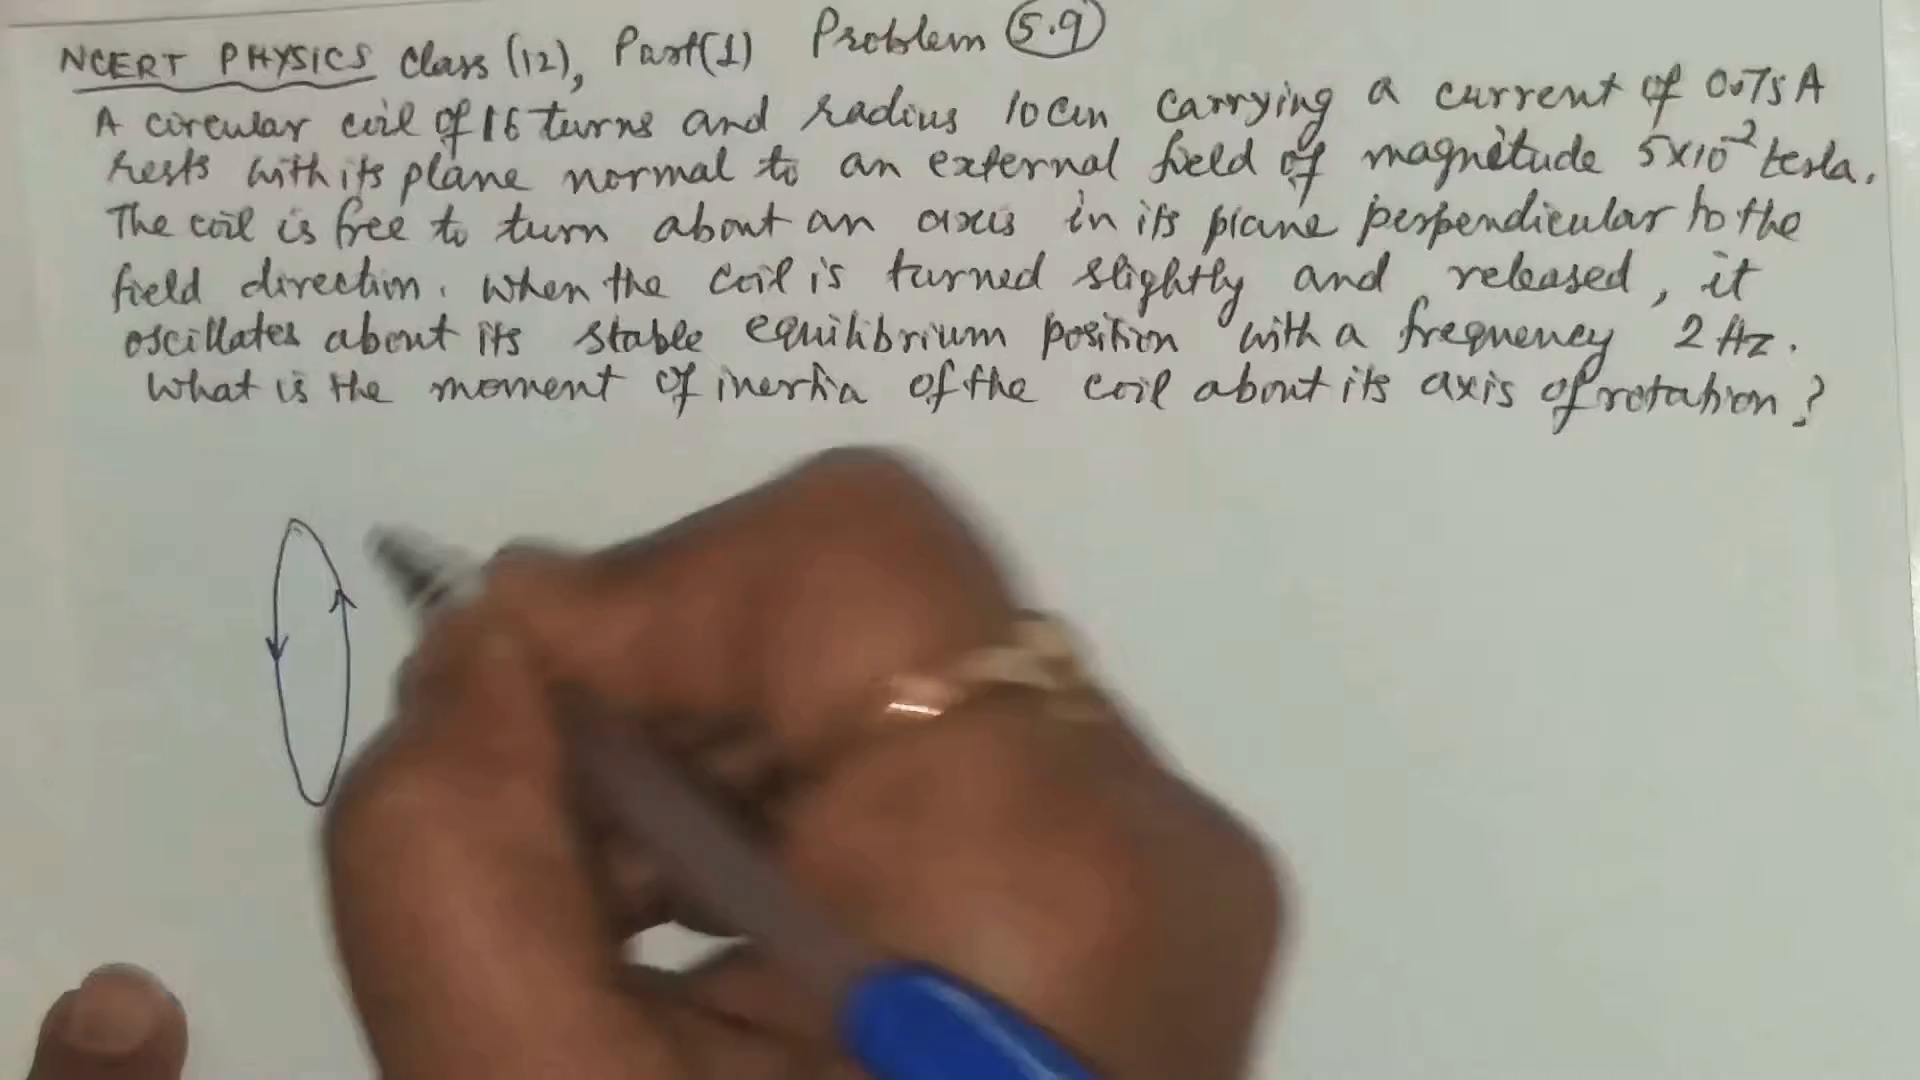 NCERT PHYSICS Class (12), Part(1) Problem 5.9
A circular coil of 16 turns and radius 10cm carrying a current of 0.75A
rests with its plane normal to an external field of magnitude 5×10⁻² tesla.
The coil is free to turn about an axis in its plane perpendicular to the
field direction. When the coil is turned slightly and released, it
oscillates about its stable equilibrium position with a frequency 2 Hz.
What is the moment of inertia of the coil about its axis of rotation?